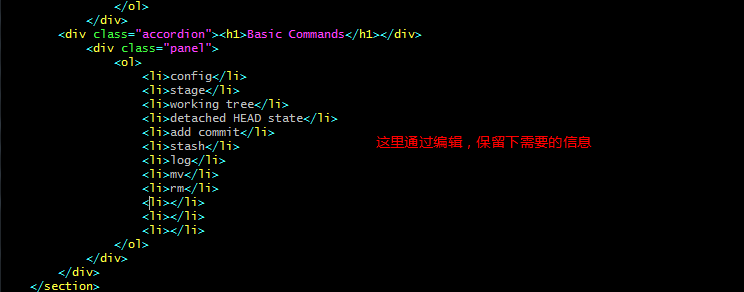 </ol>
</div>
<div class="accordion"><h1>Basic Commands</h1></div>
<div class="panel">
<ol>
<li>config</li>
<li>stage</li>
<li>working tree</li>
<li>detached HEAD state</li>
<li>add commit</li>
<li>stash</li>
这里通过编辑，保留下需要的信息
<li>log</li>
<li>mv</li>
<li>rm</li>
<li></li>
<li></li>
<li></li>
</ol>
</div>
</div>
</section>